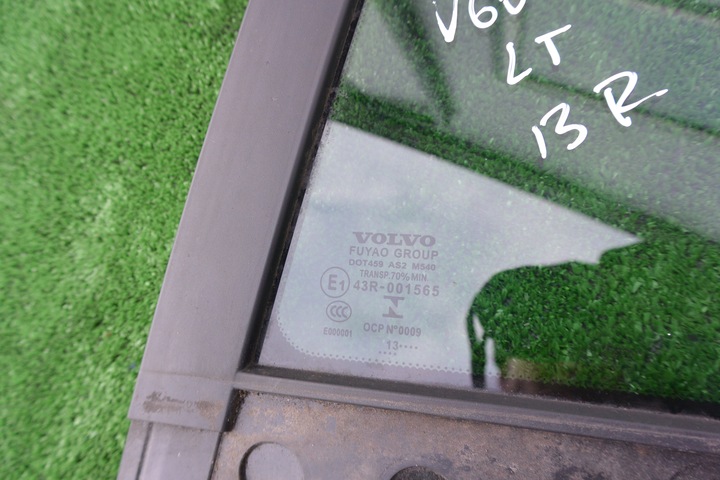 V60
LT
13 R
VOLVO
FUYAO GROUP
DOT459 AS2 M540
TRANSP.70%MIN
E1 43R-001565
CCC
E000001 OCP N°0009
13••••
••••